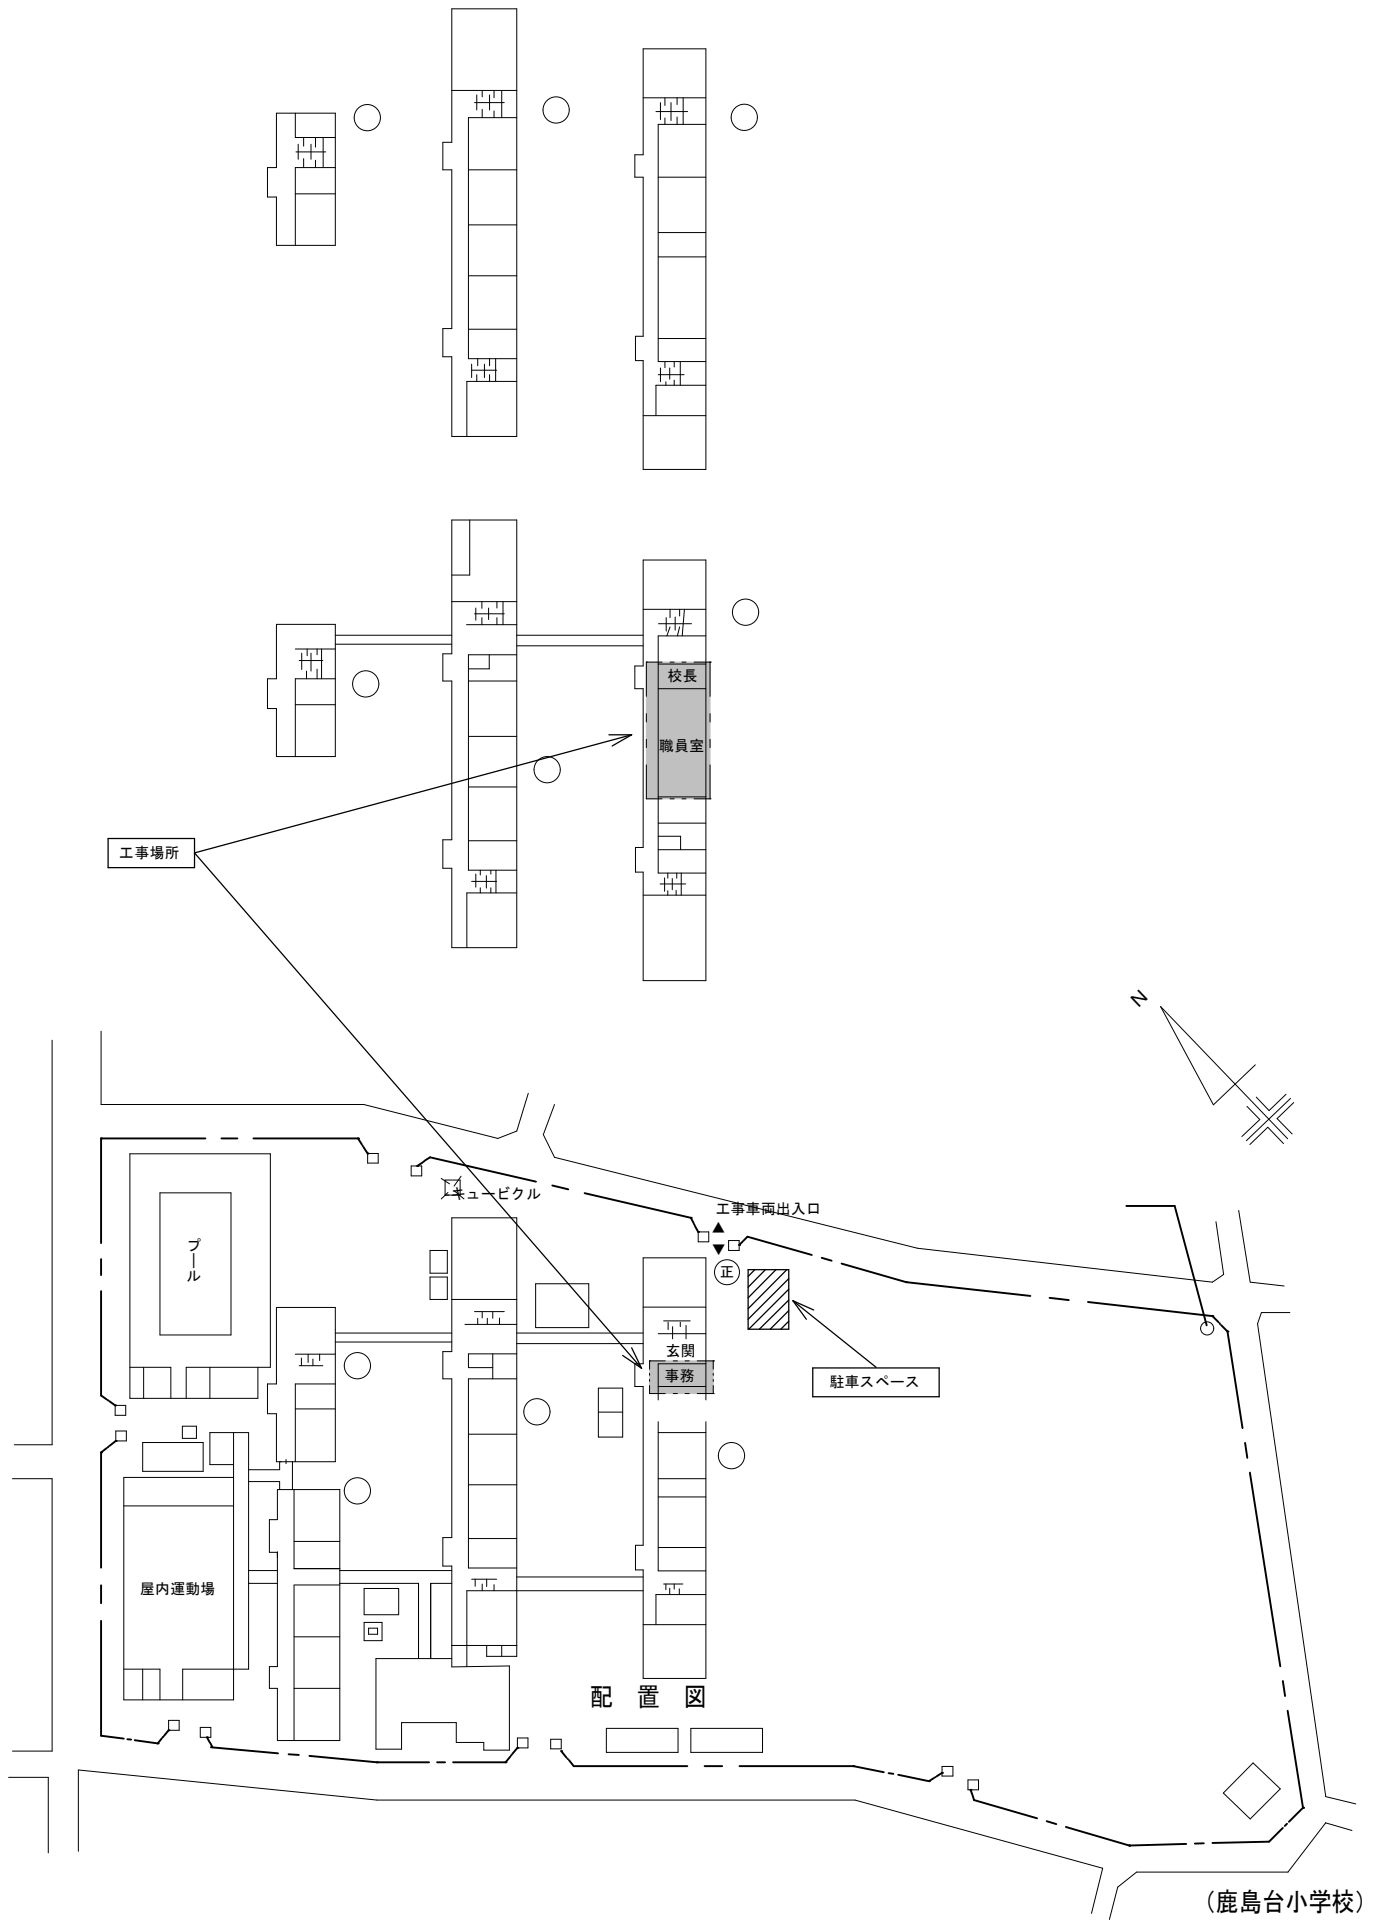 校長
職員室
工事場所
N
キュービクル
工事車両出入口
正
プール
玄関
事務
駐車スペース
屋内運動場
配置図
(鹿島台小学校)